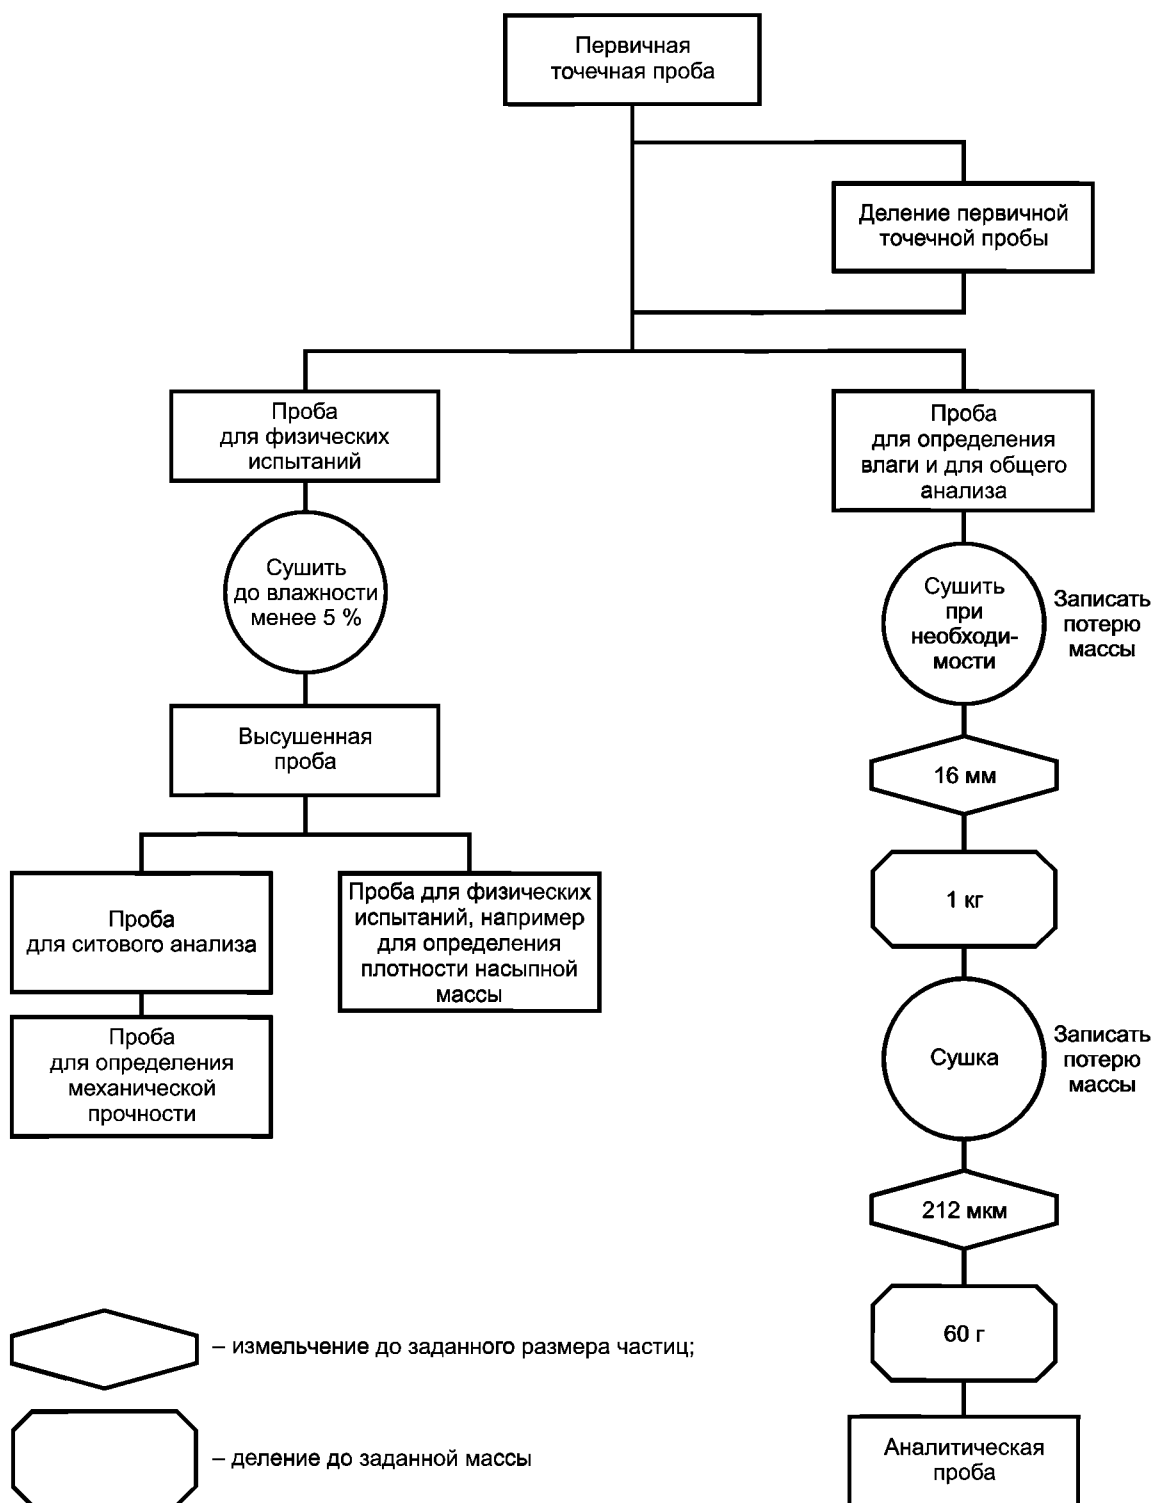 Первичная
точечная проба
Деление первичной
точечной пробы
Проба
для физических
испытаний
Проба
для определения
влаги и для общего
анализа
Сушить
до влажности
менее 5 %
Сушить
при
необходи-
мости
Записать
потерю
массы
Высушенная
проба
16 мм
Проба
для ситового анализа
Проба для физических
испытаний, например
для определения
плотности насыпной
массы
1 кг
Проба
для определения
механической
прочности
Сушка
Записать
потерю
массы
212 мкм
60 г
– измельчение до заданного размера частиц;
– деление до заданной массы
Аналитическая
проба